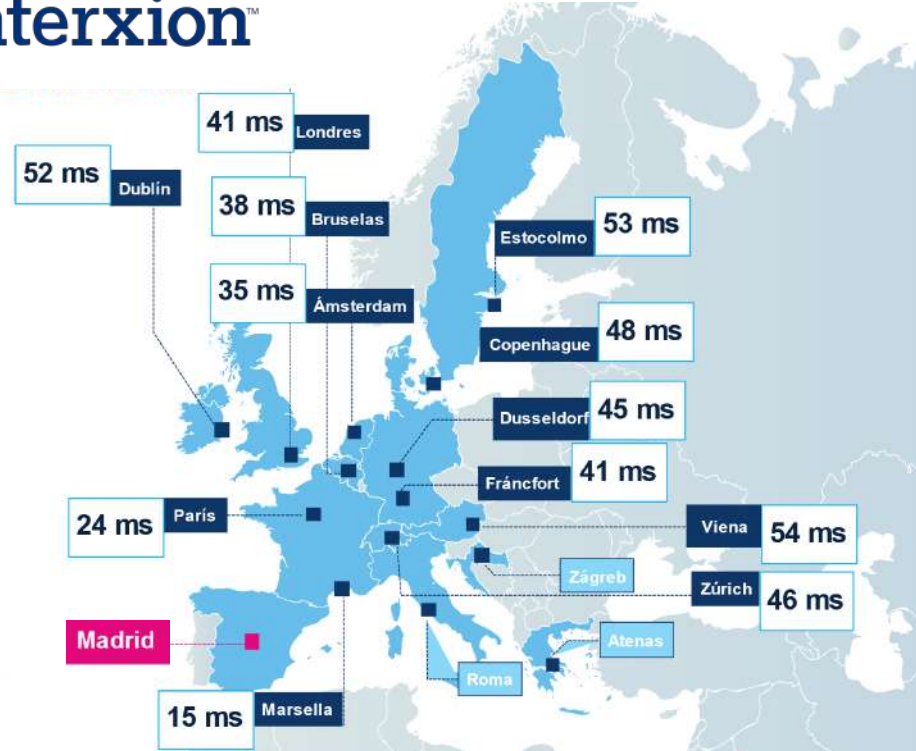 nterxion™
41 ms
Londres
52 ms
Dublín
38 ms
Bruselas
53 ms
Estocolmo
35 ms
Ámsterdam
48 ms
Copenhague
45 ms
Dusseldorf
41 ms
Fráncfort
24 ms
París
Viena
54 ms
Zágreb
Zúrich
46 ms
Madrid
Atenas
Roma
15 ms
Marsella